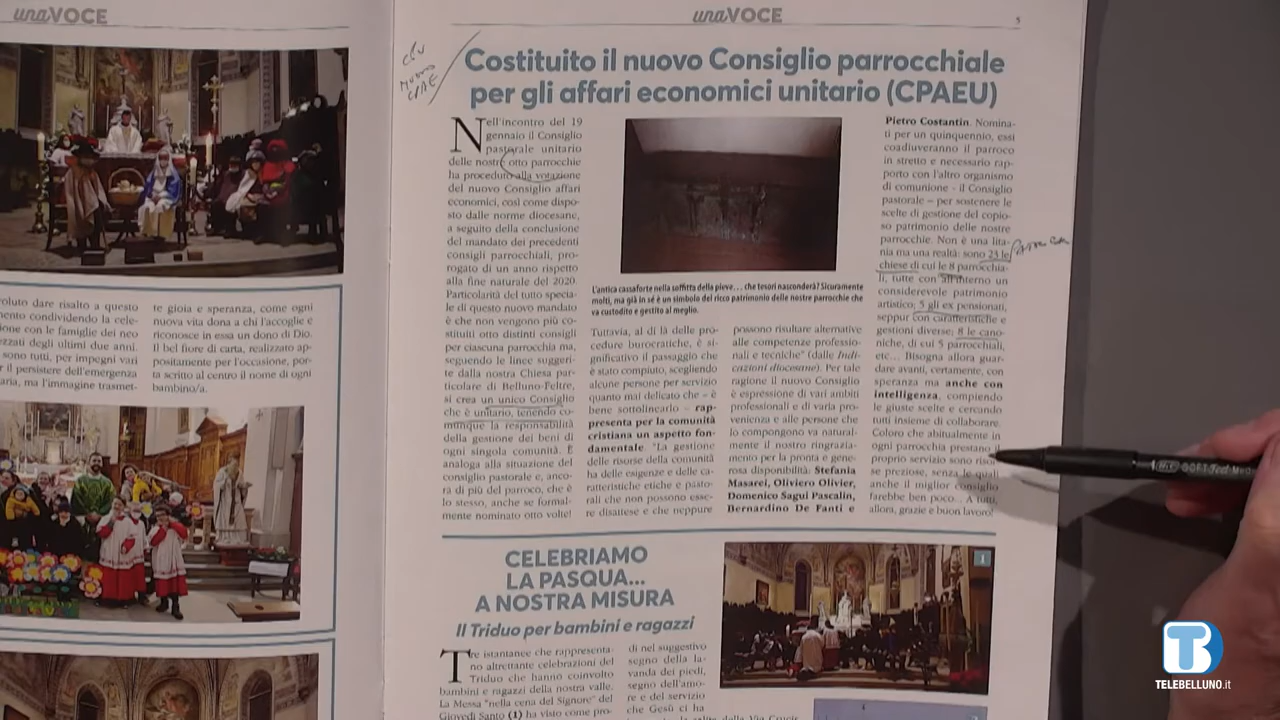 unaVOCE
unaVOCE
5
oluto dare risalto a questo
mento condividendo la cele-
ione con le famiglie dei neo
zzati degli ultimi due anni.
sono tutti, per impegni vari
il persistere dell'emergenza
aria, ma l'immagine trasmet-
te gioia e speranza, come ogni
nuova vita dona a chi l'accoglie e
riconosce in essa un dono di Dio.
Il bel fiore di carta, realizzato ap-
positamente per l'occasione, por-
ta scritto al centro il nome di ogni
bambino/a.
nuovo
CPAE
Costituito il nuovo Consiglio parrocchiale
per gli affari economici unitario (CPAEU)
Nell'incontro del 19
gennaio il Consiglio
pastorale unitario
delle nostre otto parrocchie
ha proceduto alla votazione
del nuovo Consiglio affari
economici, così come dispo-
sto dalle norme diocesane,
a seguito della conclusione
del mandato dei precedenti
consigli parrocchiali, pro-
rogato di un anno rispetto
alla fine naturale del 2020.
Particolarità del tutto specia-
le di questo nuovo mandato
è che non vengono più co-
stituiti otto distinti consigli
per ciascuna parrocchia ma,
seguendo le linee suggeri-
te dalla nostra Chiesa par-
ticolare di Belluno-Feltre,
si crea un unico Consiglio
che è unitario, tenendo co-
munque la responsabilità
della gestione dei beni di
ogni singola comunità. È
analoga alla situazione del
consiglio pastorale e, anco-
ra di più del parroco, che è
lo stesso, anche se formal-
mente nominato otto volte!
L'antica cassaforte nella soffitta della pieve... che tesori nasconderà? Sicuramente
molti, ma già in sé è un simbolo del ricco patrimonio delle nostre parrocchie che
va custodito e gestito al meglio.
Tuttavia, al di là delle pro-
cedure burocratiche, è si-
gnificativo il passaggio che
è stato compiuto, scegliendo
alcune persone per servizio
quanto mai delicato che – è
bene sottolinearlo – rap-
presenta per la comunità
cristiana un aspetto fon-
damentale "La gestione
delle risorse della comunità
ha delle esigenze e delle ca-
ratteristiche etiche e pasto-
rali che non possono esse-
re disattese e che neppure
possono risultare alternative
alle competenze professio-
nali e tecniche" (dalle Indi-
cazioni diocesane). Per tale
ragione il nuovo Consiglio
è espressione di vari ambiti
professionali e di varia pro-
venienza e alle persone che
lo compongono va natural-
mente il nostro ringrazia-
mento per la pronta e gene-
rosa disponibilità: Stefania
Masarei, Oliviero Olivier,
Domenico Sagui Pascalin,
Bernardino De Fanti e
Pietro Costantin. Nomina-
ti per un quinquennio, essi
coadiuveranno il parroco
in stretto e necessario rap-
porto con l'altro organismo
di comunione - il Consiglio
pastorale – per sostenere le
scelte di gestione del copio-
so patrimonio delle nostre
parrocchie. Non è una lita-
nia ma una realtà: sono 23 le
chiese di cui le 8 parrocchia-
li, tutte con all'interno un
considerevole patrimonio
artistico; 5 gli ex pensionati,
seppur con caratteristiche e
gestioni diverse; 8 le cano-
niche, di cui 5 parrocchiali,
etc... Bisogna allora guar-
dare avanti, certamente, con
speranza ma anche con
intelligenza, compiendo
le giuste scelte e cercando
tutti insieme di collaborare.
Coloro che abitualmente in
ogni parrocchia prestano il
proprio servizio sono risor-
se preziose, senza le quali
anche il miglior consiglio
farebbe ben poco... A tutti,
allora, grazie e buon lavoro!
CELEBRIAMO
LA PASQUA...
A NOSTRA MISURA
Il Triduo per bambini e ragazzi
Tre istantanee che rappresenta-
no altrettante celebrazioni del
Triduo che hanno coinvolto
bambini e ragazzi della nostra valle.
La Messa "nella cena del Signore" del
Giovedì Santo (1) ha visto come pro-
di nel suggestivo
segno della la-
vanda dei piedi,
segno dell'amo-
re e del servizio
che Gesù ci ha
1
TELEBELLUNO.it